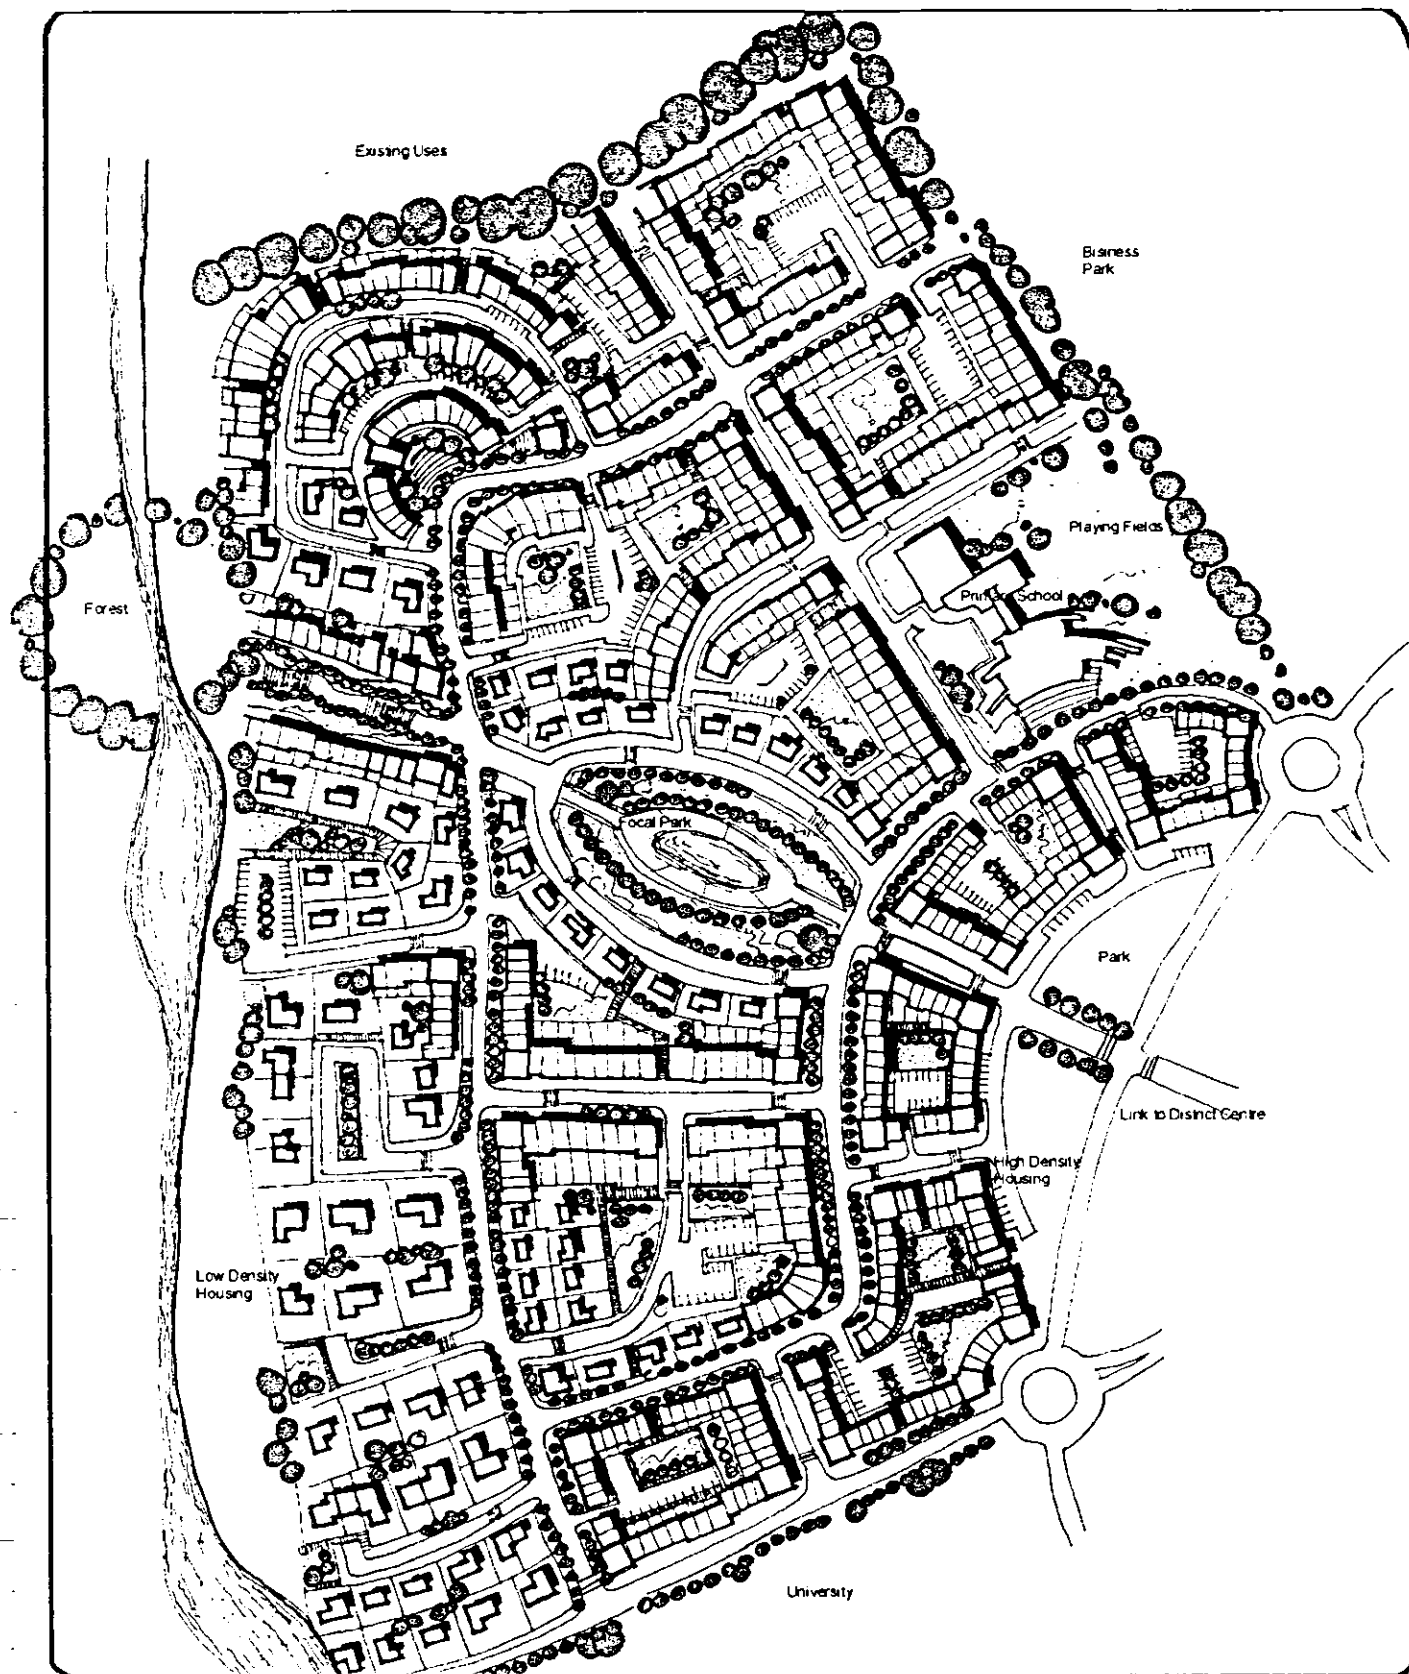 Existing Uses
Bisness
Park
Playing Fields
Primary School
Forest
Focal Park
Park
Link to District Centre
High Density
Housing
Low Density
Housing
University